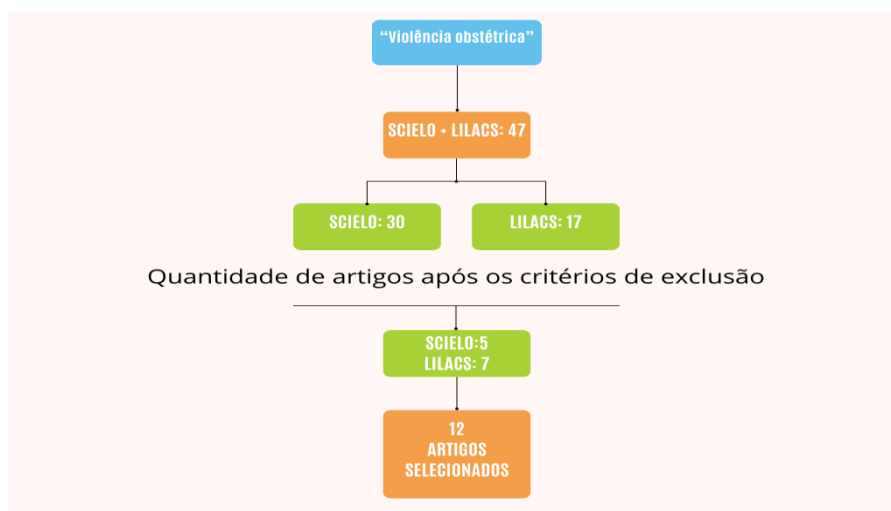 “Violência obstétrica”
SCIELO + LILACS: 47
SCIELO: 30
LILACS: 17
Quantidade de artigos após os critérios de exclusão
SCIELO:5
LILACS: 7
12
ARTIGOS
SELECIONADOS